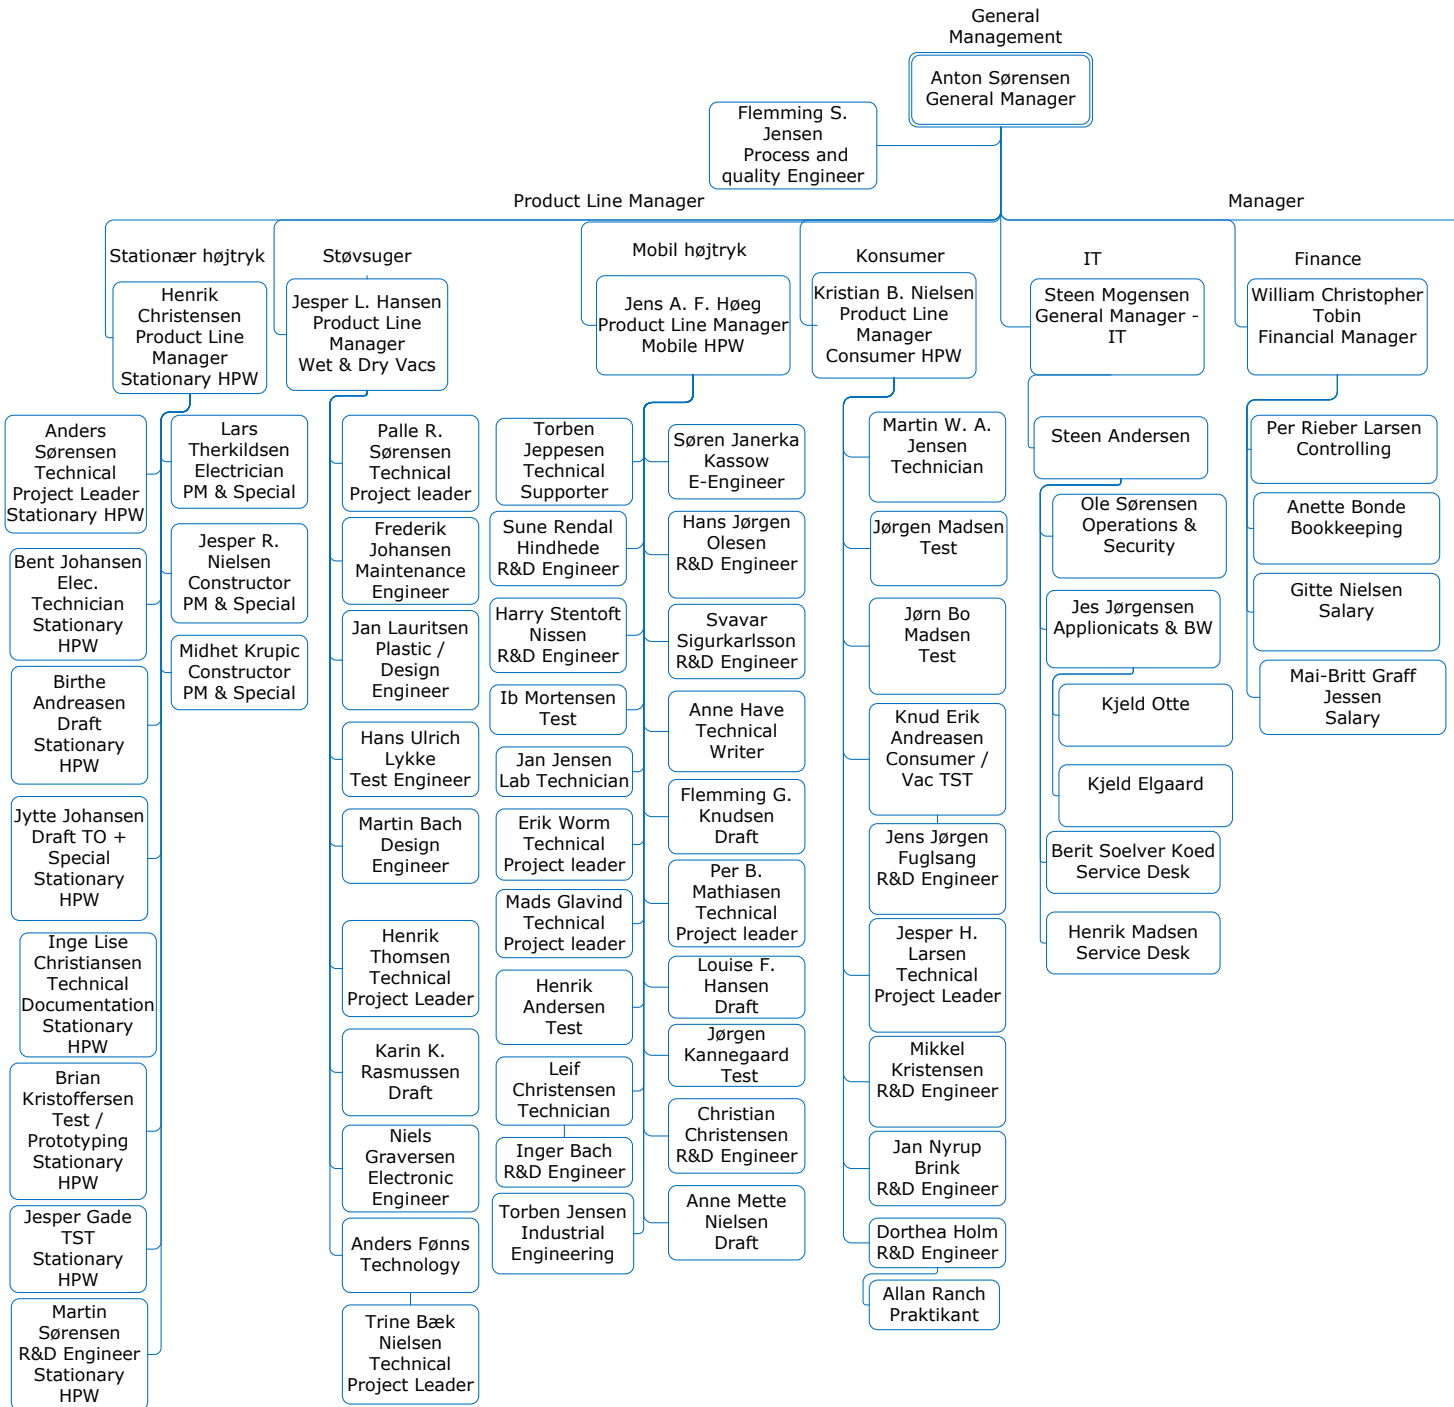 General
Management
Anton Sørensen
General Manager
Flemming S.
Jensen
Process and
quality Engineer
Product Line Manager
Manager
Stationær højtryk
Henrik
Christensen
Product Line
Manager
Stationary HPW
Anders
Sørensen
Technical
Project Leader
Stationary HPW
Bent Johansen
Elec.
Technician
Stationary
HPW
Birthe
Andreasen
Draft
Stationary
HPW
Jytte Johansen
Draft TO +
Special
Stationary
HPW
Inge Lise
Christiansen
Technical
Documentation
Stationary
HPW
Brian
Kristoffersen
Test /
Prototyping
Stationary
HPW
Jesper Gade
TST
Stationary
HPW
Martin
Sørensen
R&D Engineer
Stationary
HPW
Lars
Therkildsen
Electrician
PM & Special
Jesper R.
Nielsen
Constructor
PM & Special
Midhet Krupic
Constructor
PM & Special
Støvsuger
Jesper L. Hansen
Product Line
Manager
Wet & Dry Vacs
Palle R.
Sørensen
Technical
Project leader
Frederik
Johansen
Maintenance
Engineer
Jan Lauritsen
Plastic /
Design
Engineer
Hans Ulrich
Lykke
Test Engineer
Martin Bach
Design
Engineer
Henrik
Thomsen
Technical
Project Leader
Karin K.
Rasmussen
Draft
Niels
Graversen
Electronic
Engineer
Anders Fønns
Technology
Trine Bæk
Nielsen
Technical
Project Leader
Mobil højtryk
Jens A. F. Høeg
Product Line Manager
Mobile HPW
Torben
Jeppesen
Technical
Supporter
Sune Rendal
Hindhede
R&D Engineer
Harry Stentoft
Nissen
R&D Engineer
Ib Mortensen
Test
Jan Jensen
Lab Technician
Erik Worm
Technical
Project leader
Mads Glavind
Technical
Project leader
Henrik
Andersen
Test
Leif
Christensen
Technician
Inger Bach
R&D Engineer
Torben Jensen
Industrial
Engineering
Søren Janerka
Kassow
E-Engineer
Hans Jørgen
Olesen
R&D Engineer
Svavar
Sigurkarlsson
R&D Engineer
Anne Have
Technical
Writer
Flemming G.
Knudsen
Draft
Per B.
Mathiasen
Technical
Project leader
Louise F.
Hansen
Draft
Jørgen
Kannegaard
Test
Christian
Christensen
R&D Engineer
Anne Mette
Nielsen
Draft
Konsumer
Kristian B. Nielsen
Product Line
Manager
Consumer HPW
Martin W. A.
Jensen
Technician
Jørgen Madsen
Test
Jørn Bo
Madsen
Test
Knud Erik
Andreasen
Consumer /
Vac TST
Jens Jørgen
Fuglsang
R&D Engineer
Jesper H.
Larsen
Technical
Project Leader
Mikkel
Kristensen
R&D Engineer
Jan Nyrup
Brink
R&D Engineer
Dorthea Holm
R&D Engineer
Allan Ranch
Praktikant
IT
Steen Mogensen
General Manager -
IT
Steen Andersen
Ole Sørensen
Operations &
Security
Jes Jørgensen
Applionicats & BW
Kjeld Otte
Kjeld Elgaard
Berit Soelver Koed
Service Desk
Henrik Madsen
Service Desk
Finance
William Christopher
Tobin
Financial Manager
Per Rieber Larsen
Controlling
Anette Bonde
Bookkeeping
Gitte Nielsen
Salary
Mai-Britt Graff
Jessen
Salary